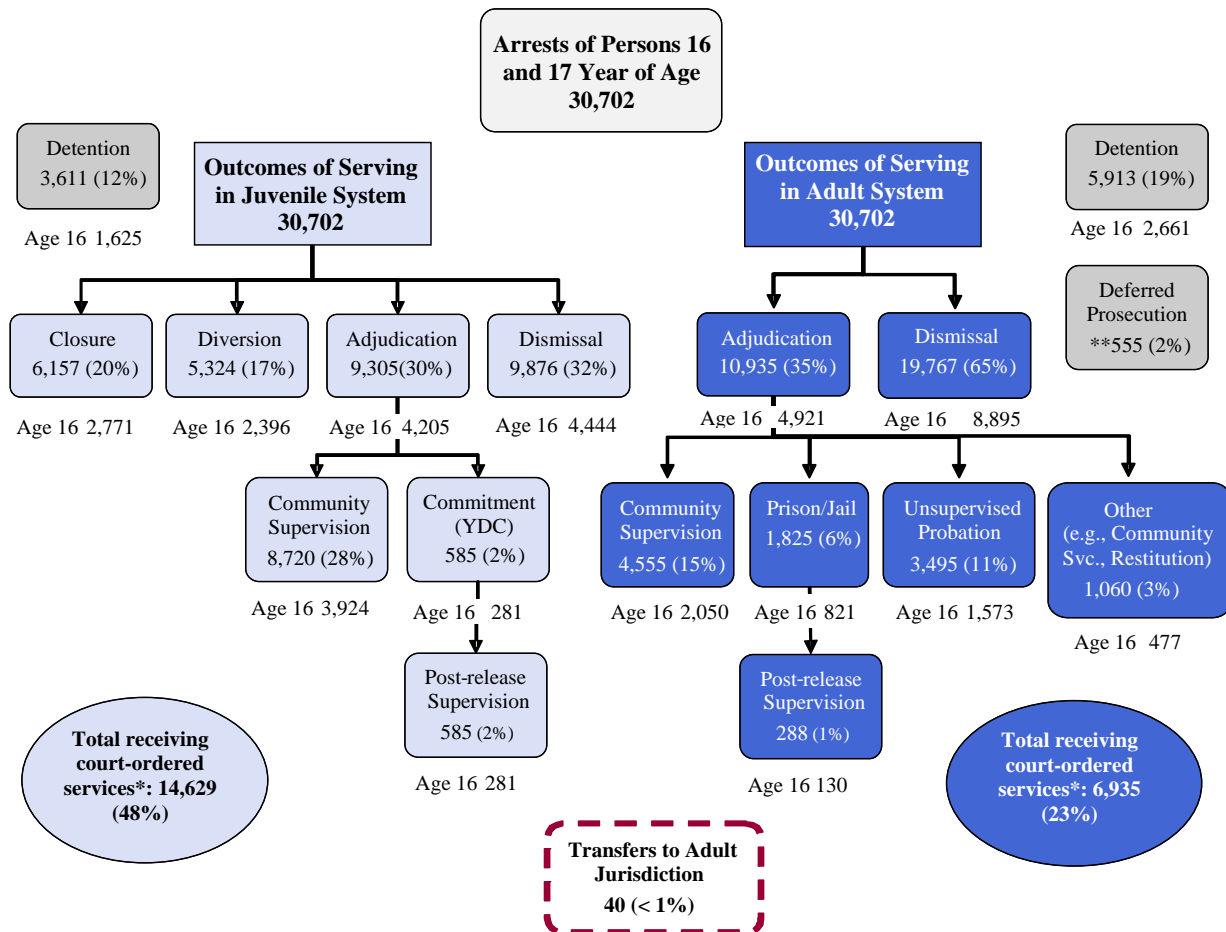 Arrests of Persons 16
and 17 Year of Age
30,702
Detention
3,611 (12%)
Age 16 1,625
Outcomes of Serving
in Juvenile System
30,702
Outcomes of Serving
in Adult System
30,702
Detention
5,913 (19%)
Age 16 2,661
Deferred
Prosecution
**555 (2%)
Closure
6,157 (20%)
Age 16 2,771
Diversion
5,324 (17%)
Age 16 2,396
Adjudication
9,305(30%)
Age 16 4,205
Dismissal
9,876 (32%)
Age 16 4,444
Adjudication
10,935 (35%)
Age 16 4,921
Dismissal
19,767 (65%)
Age 16 8,895
Community
Supervision
8,720 (28%)
Age 16 3,924
Commitment
(YDC)
585 (2%)
Age 16 281
Community
Supervision
4,555 (15%)
Age 16 2,050
Prison/Jail
1,825 (6%)
Age 16 821
Unsupervised
Probation
3,495 (11%)
Age 16 1,573
Other
(e.g., Community
Svc., Restitution)
1,060 (3%)
Age 16 477
Post-release
Supervision
585 (2%)
Age 16 281
Post-release
Supervision
288 (1%)
Age 16 130
Total receiving
court-ordered
services*: 14,629
(48%)
Total receiving
court-ordered
services*: 6,935
(23%)
Transfers to Adult
Jurisdiction
40 (< 1%)